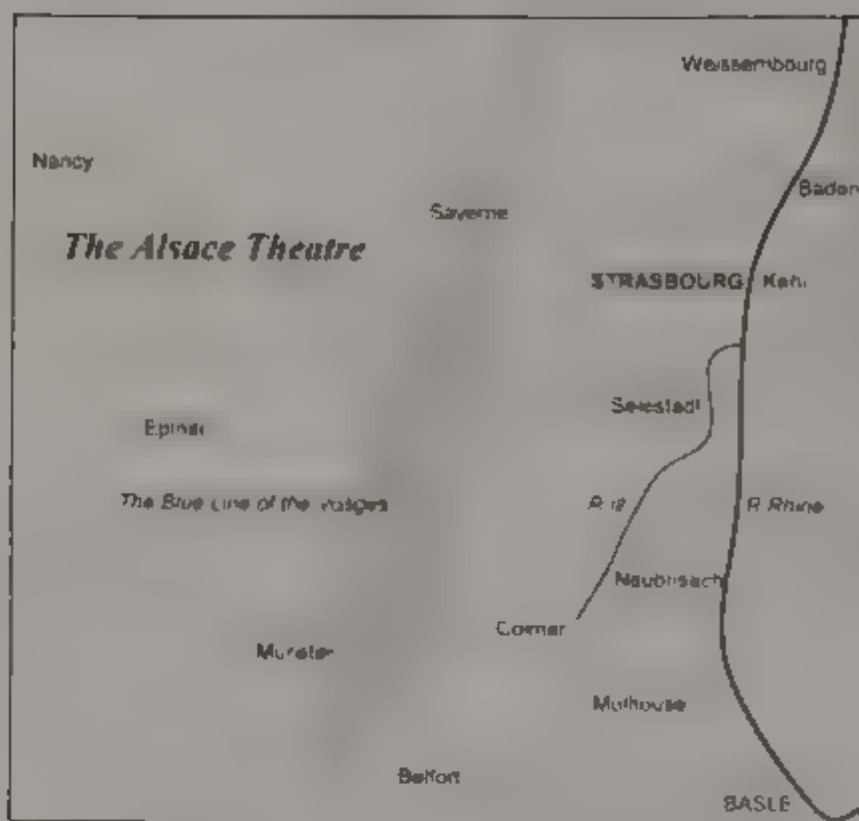 Weissembourg
Nancy
Baden
Saverne
The Alsace Theatre
STRASBOURG Kehl
Selestadt
Epinal
The Blue Line of the Vosges
R Ill
R Rhine
Neubrisach
Colmar
Munster
Mulhouse
Belfort
BASLE